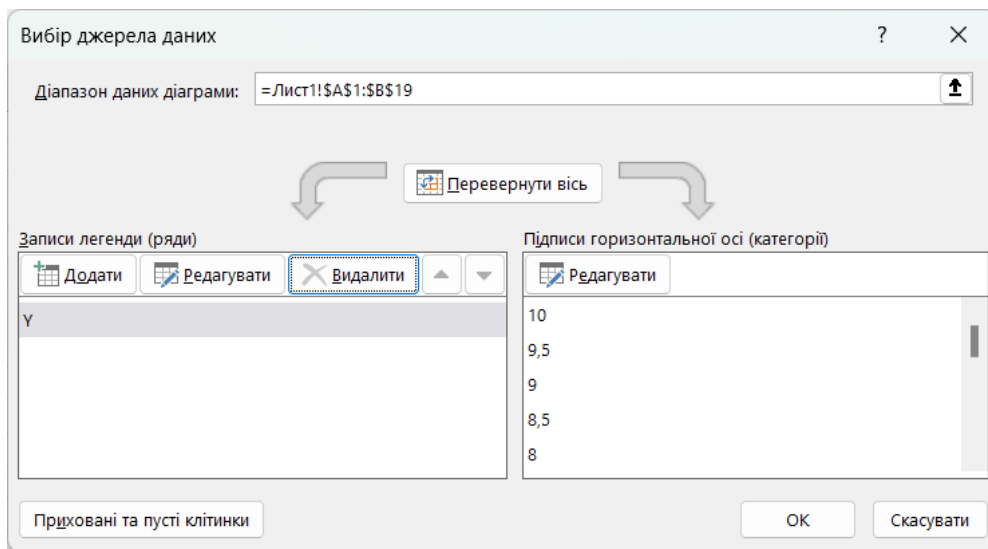 Вибір джерела даних ?
Діапазон даних діаграми: =Лист1!$A$1:$B$19
Перевернути вісь
Записи легенди (ряди)
Додати Редагувати Видалити
Y
Підписи горизонтальної осі (категорії)
Редагувати
10
9,5
9
8,5
8
Приховані та пусті клітинки
ОК Скасувати